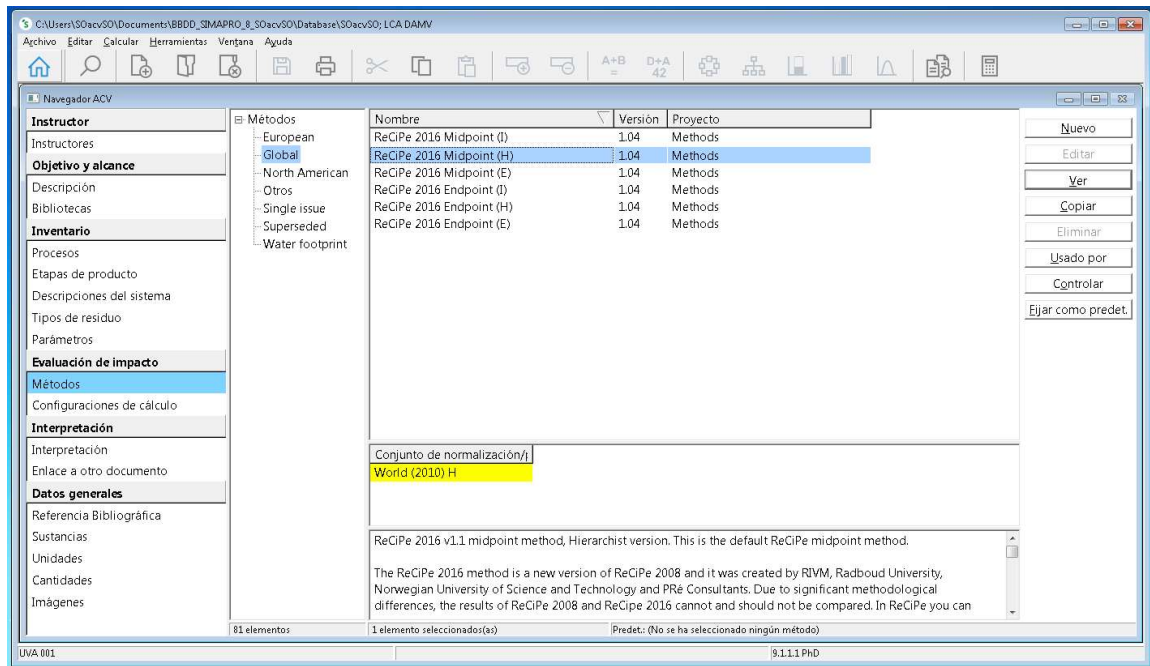 C:\Users\SOacvSO\Documents\BBDD_SIMAPRO_8_SOacvSO\Database\SOacvSO; LCA DAMV
Archivo Editar Calcular Herramientas Ventana Ayuda
A+B
=
D+A
42
Navegador ACV
Instructor
Instructores
Objetivo y alcance
Descripción
Bibliotecas
Inventario
Procesos
Etapas de producto
Descripciones del sistema
Tipos de residuo
Parámetros
Evaluación de impacto
Métodos
Configuraciones de cálculo
Interpretación
Interpretación
Enlace a otro documento
Datos generales
Referencia Bibliográfica
Sustancias
Unidades
Cantidades
Imágenes
Métodos
European
Global
North American
Otros
Single issue
Superseded
Water footprint
Nombre Versión Proyecto
ReCiPe 2016 Midpoint (I) 1.04 Methods
ReCiPe 2016 Midpoint (H) 1.04 Methods
ReCiPe 2016 Midpoint (E) 1.04 Methods
ReCiPe 2016 Endpoint (I) 1.04 Methods
ReCiPe 2016 Endpoint (H) 1.04 Methods
ReCiPe 2016 Endpoint (E) 1.04 Methods
Conjunto de normalización/
World (2010) H
ReCiPe 2016 v1.1 midpoint method, Hierarchist version. This is the default ReCiPe midpoint method.
The ReCiPe 2016 method is a new version of ReCiPe 2008 and it was created by RIVM, Radboud University,
Norwegian University of Science and Technology and PRé Consultants. Due to significant methodological
differences, the results of ReCiPe 2008 and ReCipe 2016 cannot and should not be compared. In ReCiPe you can
Nuevo
Editar
Ver
Copiar
Eliminar
Usado por
Controlar
Fijar como predet.
81 elementos 1 elemento seleccionados(as) Predet.: (No se ha seleccionado ningún método)
UVA 001 9.1.1.1 PhD